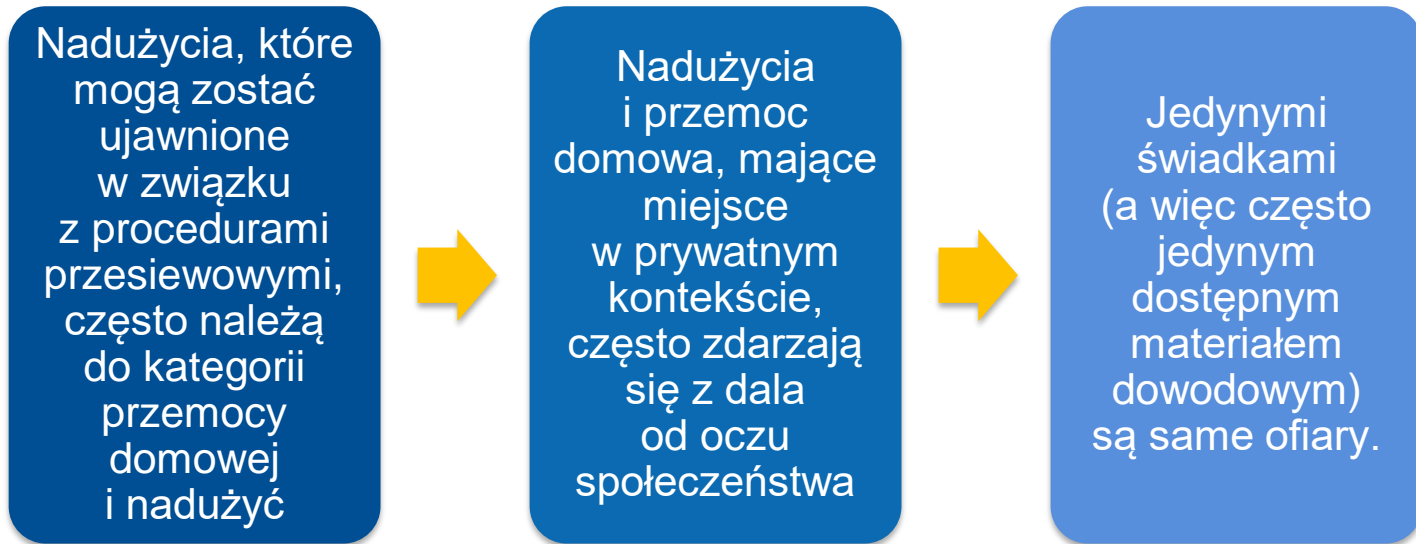 Nadużycia, które
mogą zostać
ujawnione
w związku
z procedurami
przesiewowymi,
często należą
do kategorii
przemocy
domowej
i nadużyć
Nadużycia
i przemoc
domowa, mające
miejsce
w prywatnym
kontekście,
często zdarzają
się z dala
od oczu
społeczeństwa
Jedynymi
świadkami
(a więc często
jedynym
dostępnym
materiałem
dowodowym)
są same ofiary.